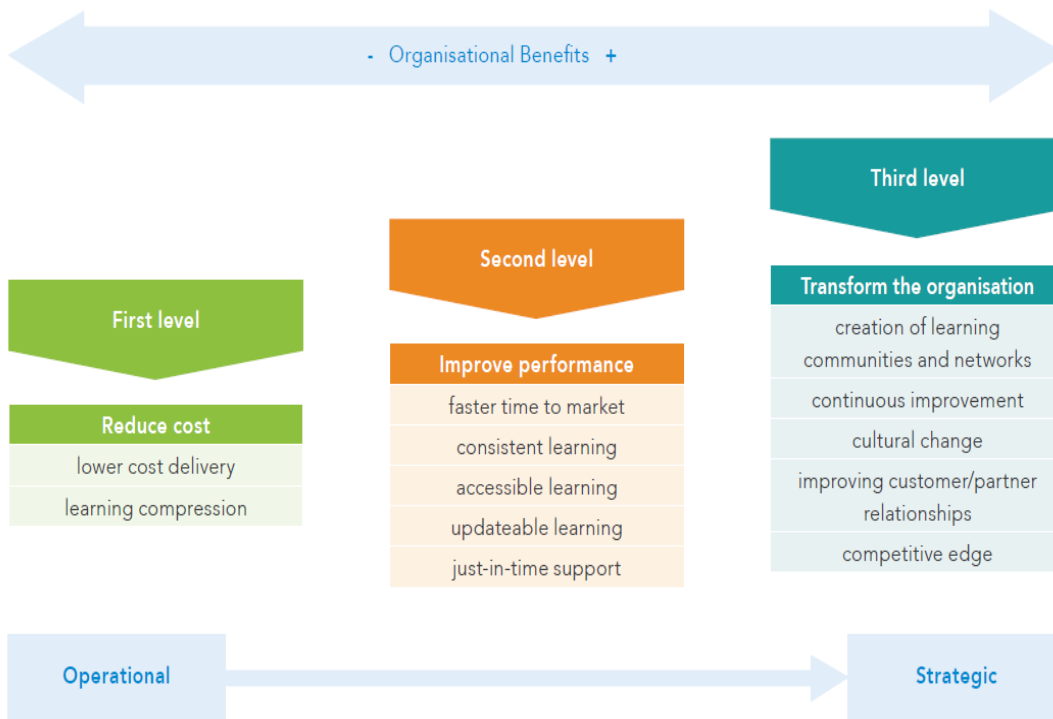 - Organisational Benefits +
First level
Reduce cost
lower cost delivery
learning compression
Second level
Improve performance
faster time to market
consistent learning
accessible learning
updateable learning
just-in-time support
Third level
Transform the organisation
creation of learning
communities and networks
continuous improvement
cultural change
improving customer/partner
relationships
competitive edge
Operational
Strategic